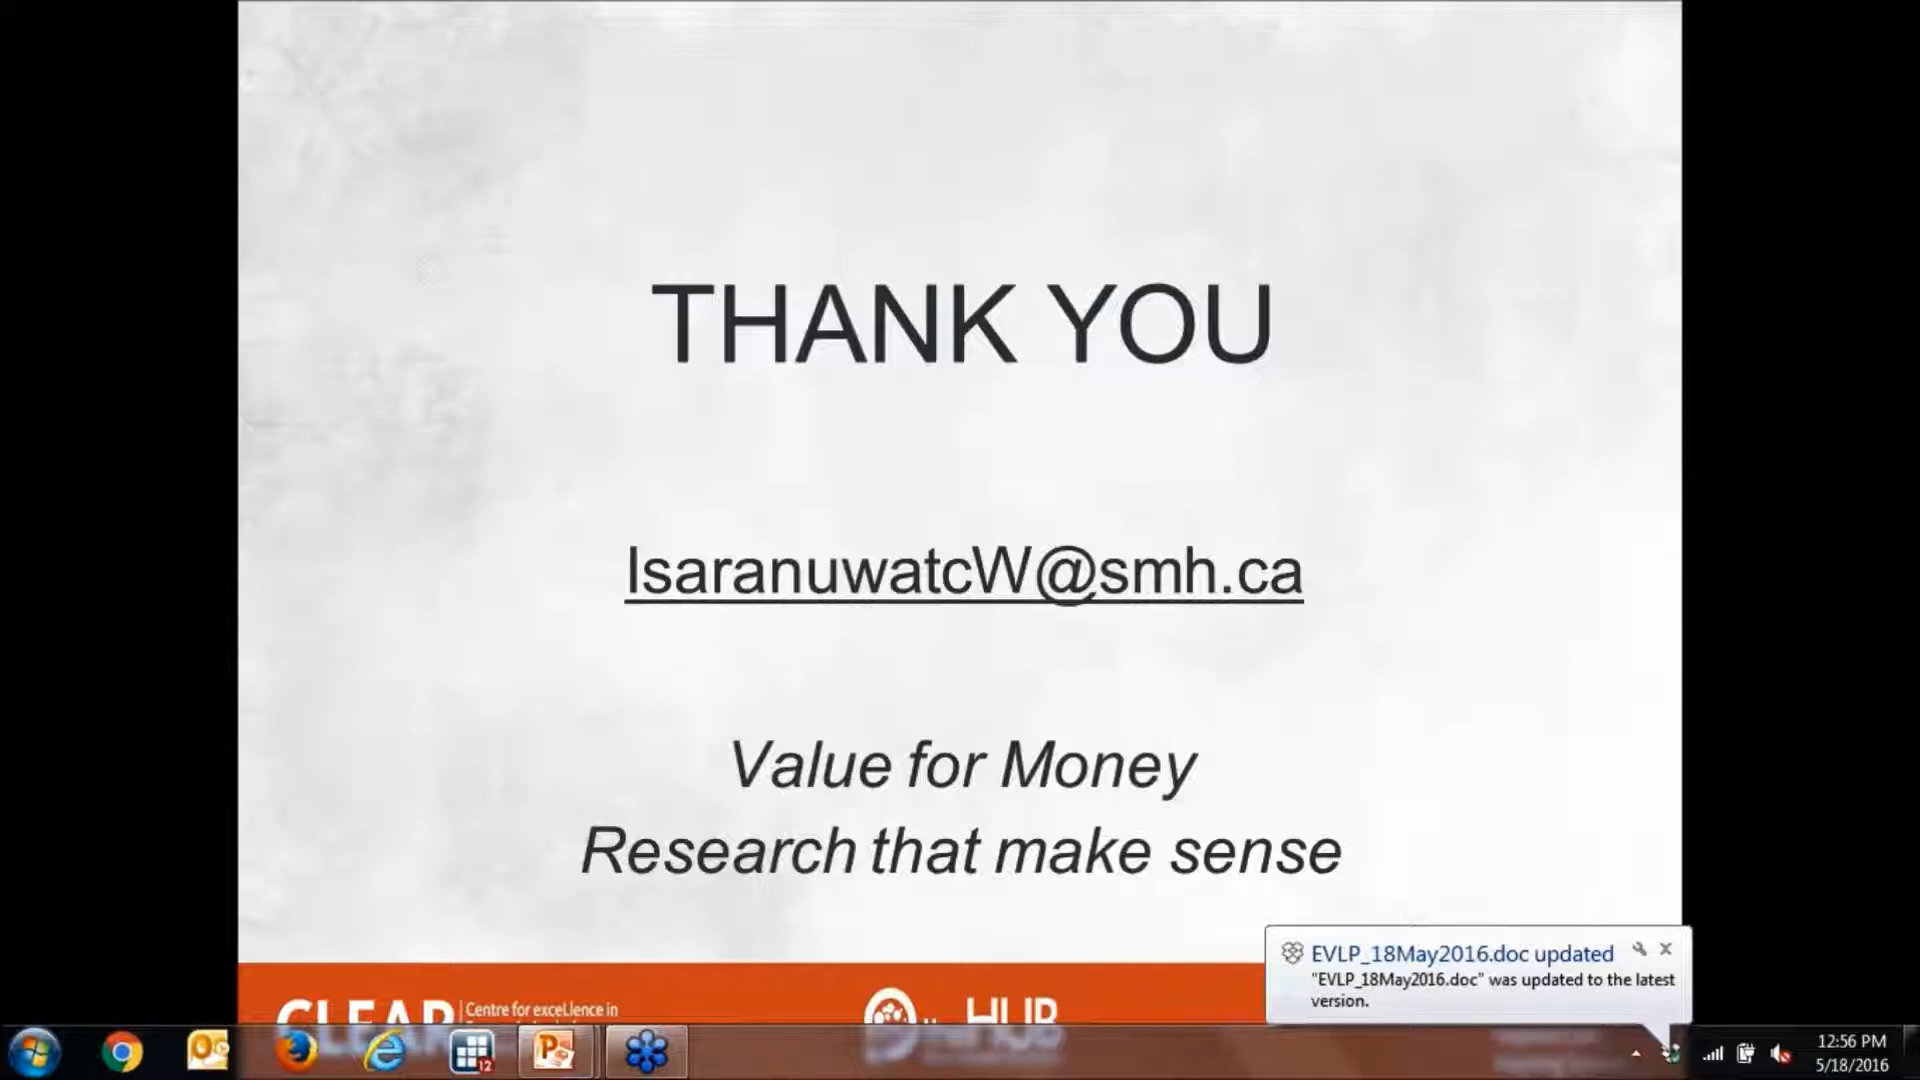 THANK YOU
IsaranuwatcW@smh.ca
Value for Money
Research that make sense
CLEAR
Centre for excellence in
HUB
EVLP_18May2016.doc updated
"EVLP_18May2016.doc" was updated to the latest
version.
12
12:56 PM
5/18/2016